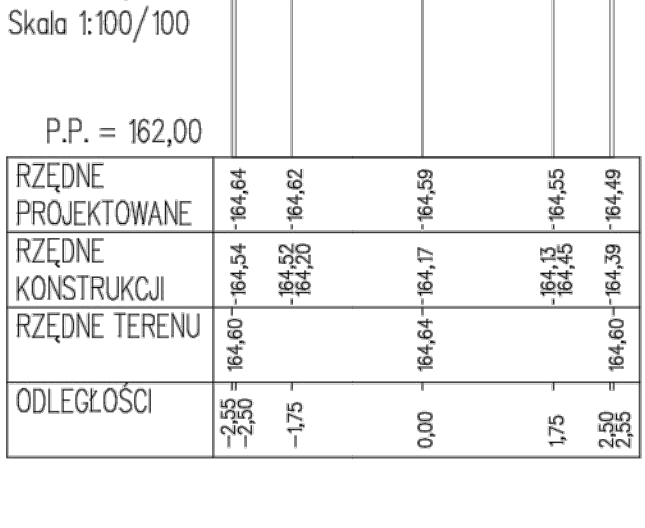 Skala 1:100/100
P.P. = 162,00
RZĘDNE PROJEKTOWANE -164,64 -164,62 -164,59 -164,55 -164,49
RZĘDNE KONSTRUKCJI -164,54 -164,52 164,20 -164,17 -164,13 164,45 -164,39
RZĘDNE TERENU 164,60 164,64 164,60
ODLEGŁOŚCI -2,55 -2,50 -1,75 0,00 1,75 2,50 2,55